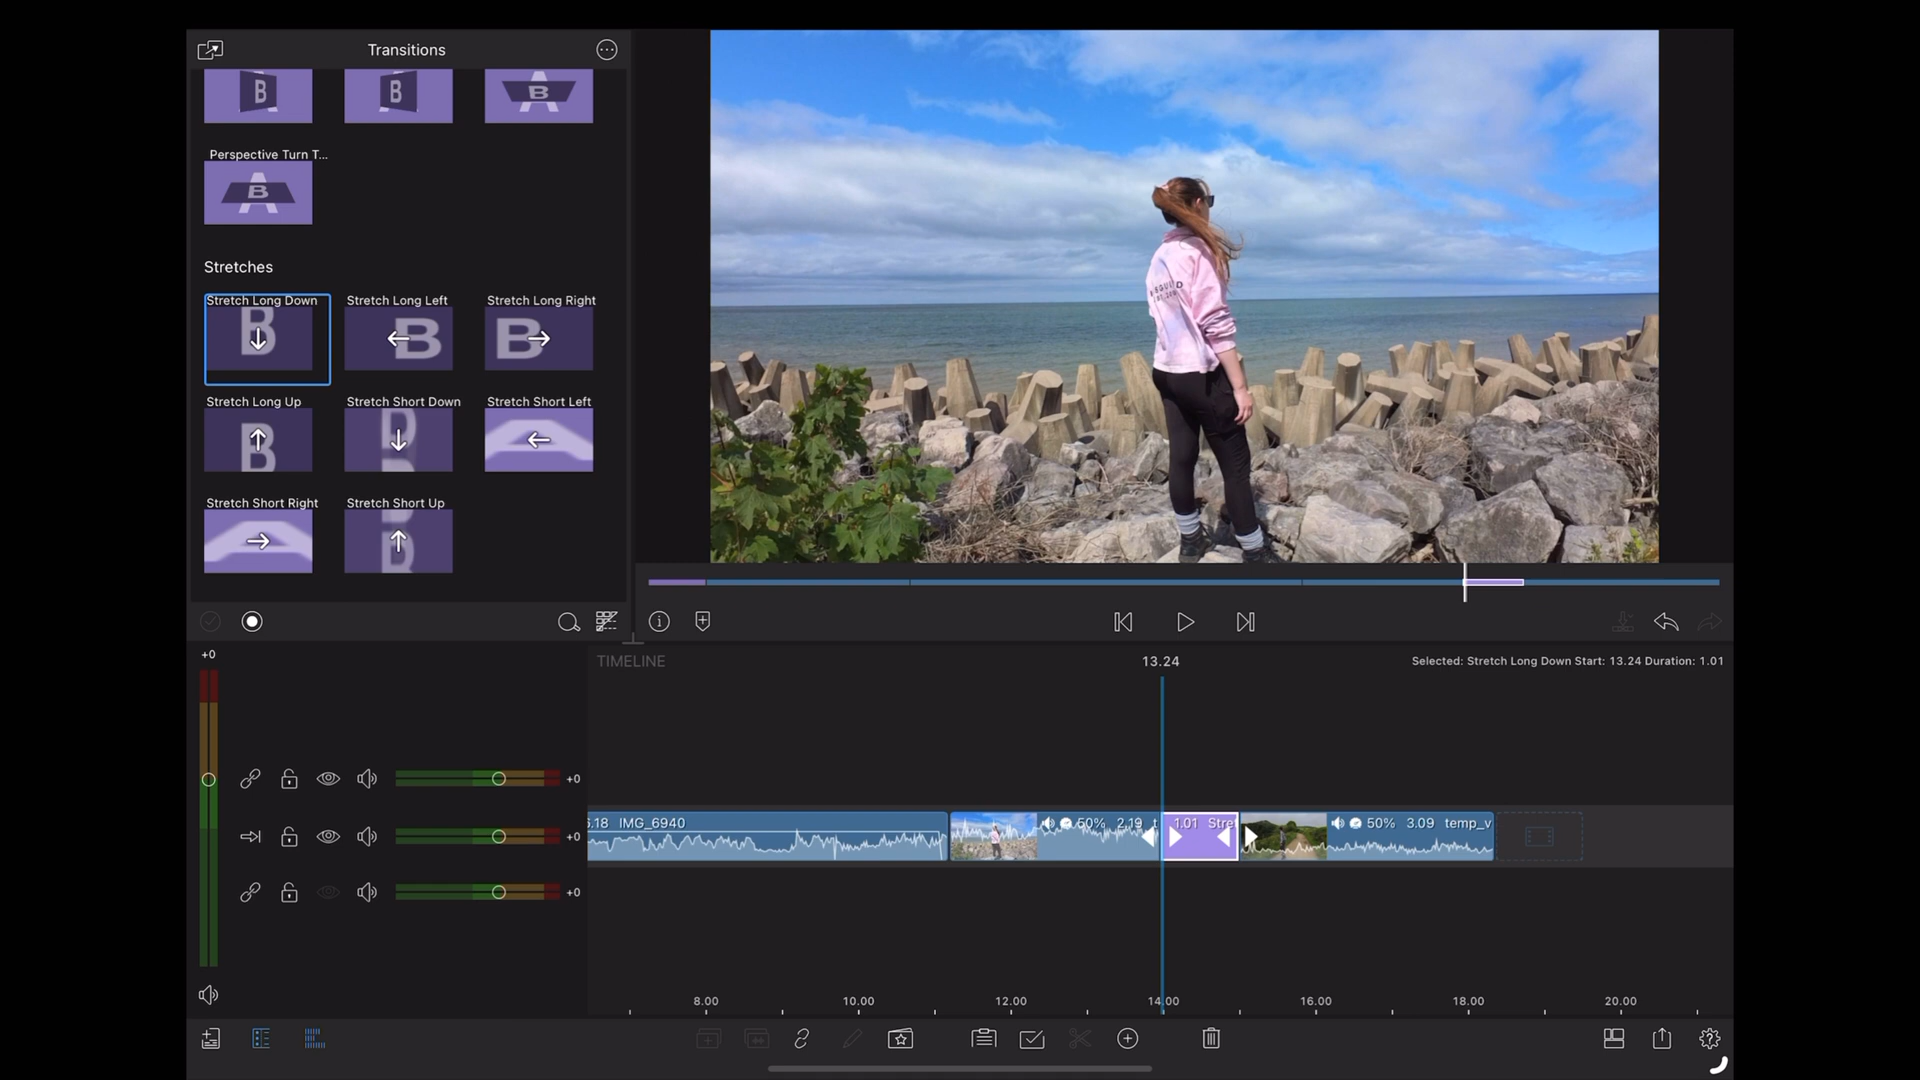 Transitions
B
B
B
Perspective Turn T...
B
Stretches
Stretch Long Down
Stretch Long Left
Stretch Long Right
B
B
B
Stretch Long Up
Stretch Short Down
Stretch Short Left
B
Stretch Short Right
Stretch Short Up
+0
TIMELINE
13.24
Selected: Stretch Long Down Start: 13.24 Duration: 1.01
+0
6.18 IMG_6940
50% 2.19 t
1.01 Stre
50% 3.09 temp_v
+0
+0
8.00
10.00
12.00
14.00
16.00
18.00
20.00